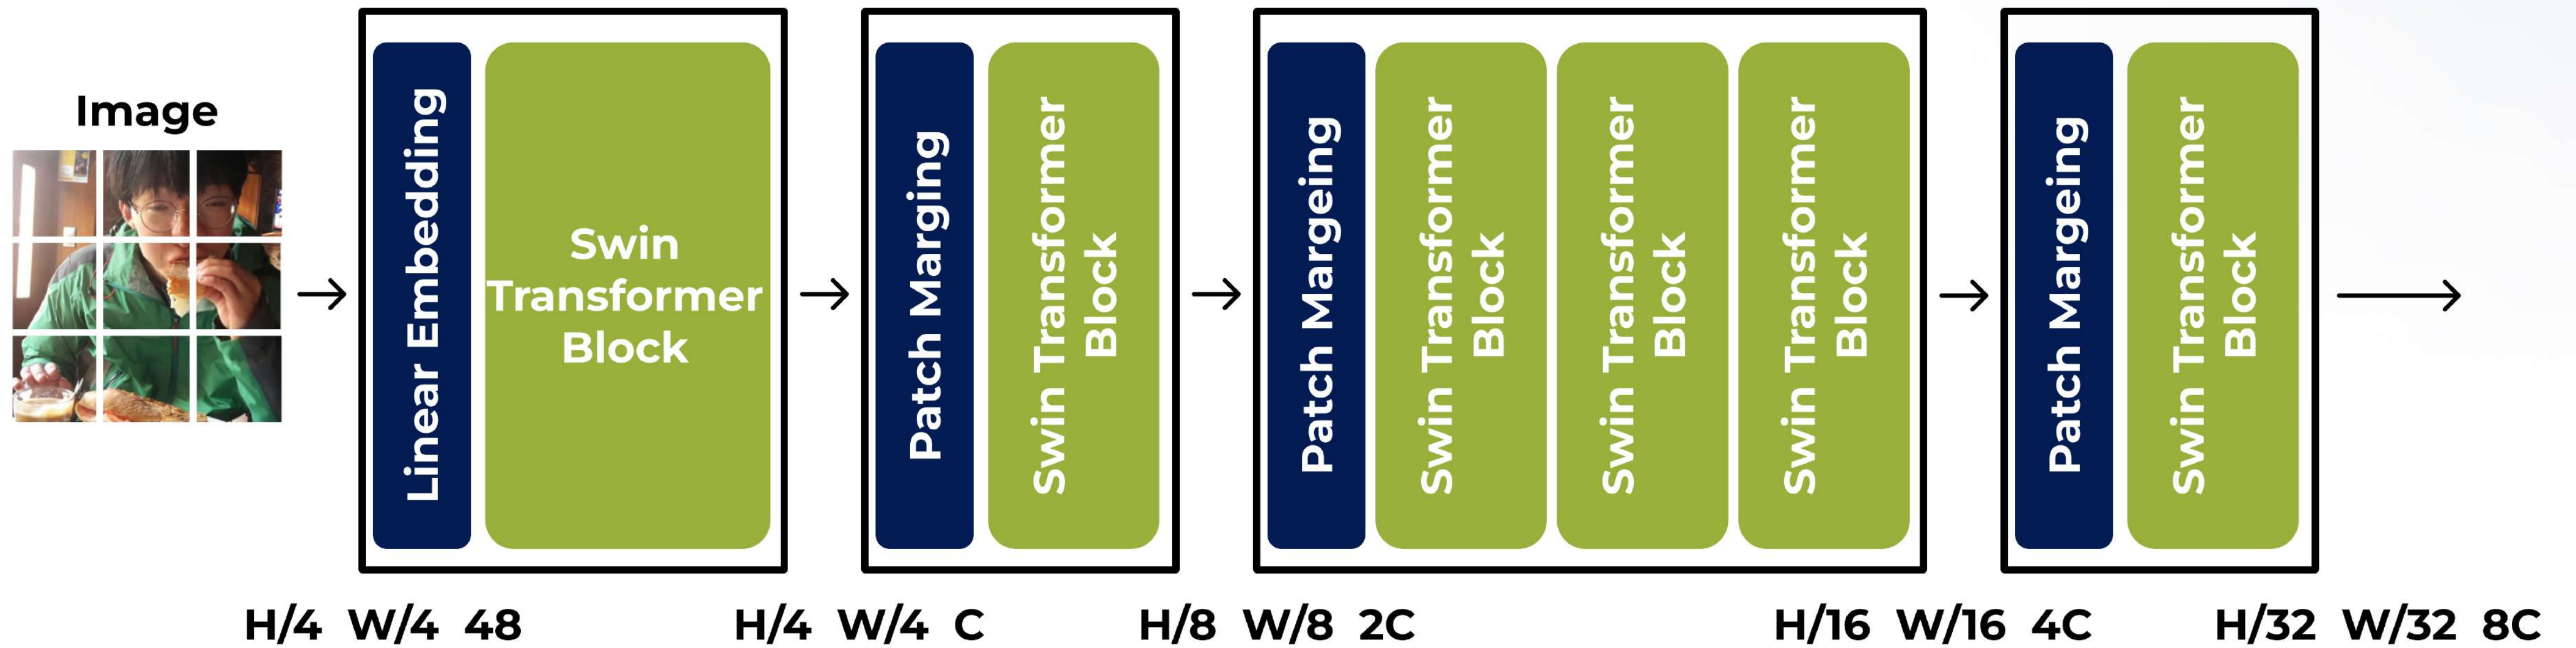 Image
Linear Embedding
Swin
Transformer
Block
Patch Marging
Swin Transformer
Block
Patch Margeing
Swin Transformer
Block
Swin Transformer
Block
Swin Transformer
Block
Patch Margeing
Swin Transformer
Block
H/4 W/4 48
H/4 W/4 C
H/8 W/8 2C
H/16 W/16 4C
H/32 W/32 8C